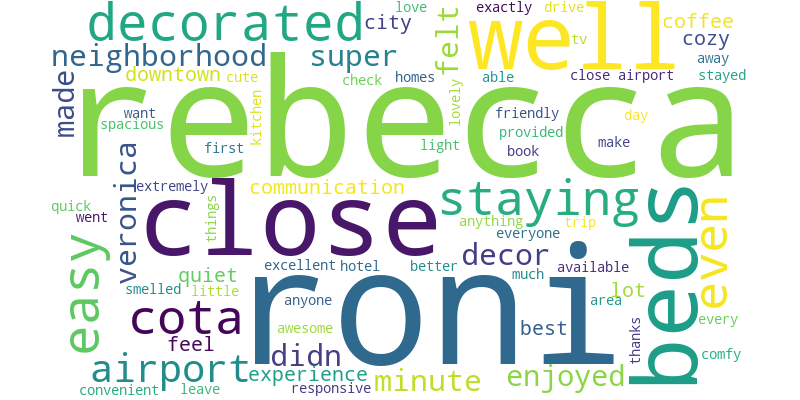 love
exactly
drive
decorated
city
well
coffee
cozy
tv
neighborhood
super
felt
away
downtown
cute
check
homes
able
close airport
stayed
made
rebecca
want
spacious
kitchen
lovely
friendly
day
provided
first
light
book
make
veronica
extremely
communication
close
staying
beds
even
quick
went
things
anything
trip
everyone
easy
decor
quiet
excellent
hotel
better
much
available
smelled
little
roni
anyone
area
lot
cota
awesome
best
every
feel
didn
thanks
comfy
airport
experience
minute
enjoyed
convenient
leave
responsive